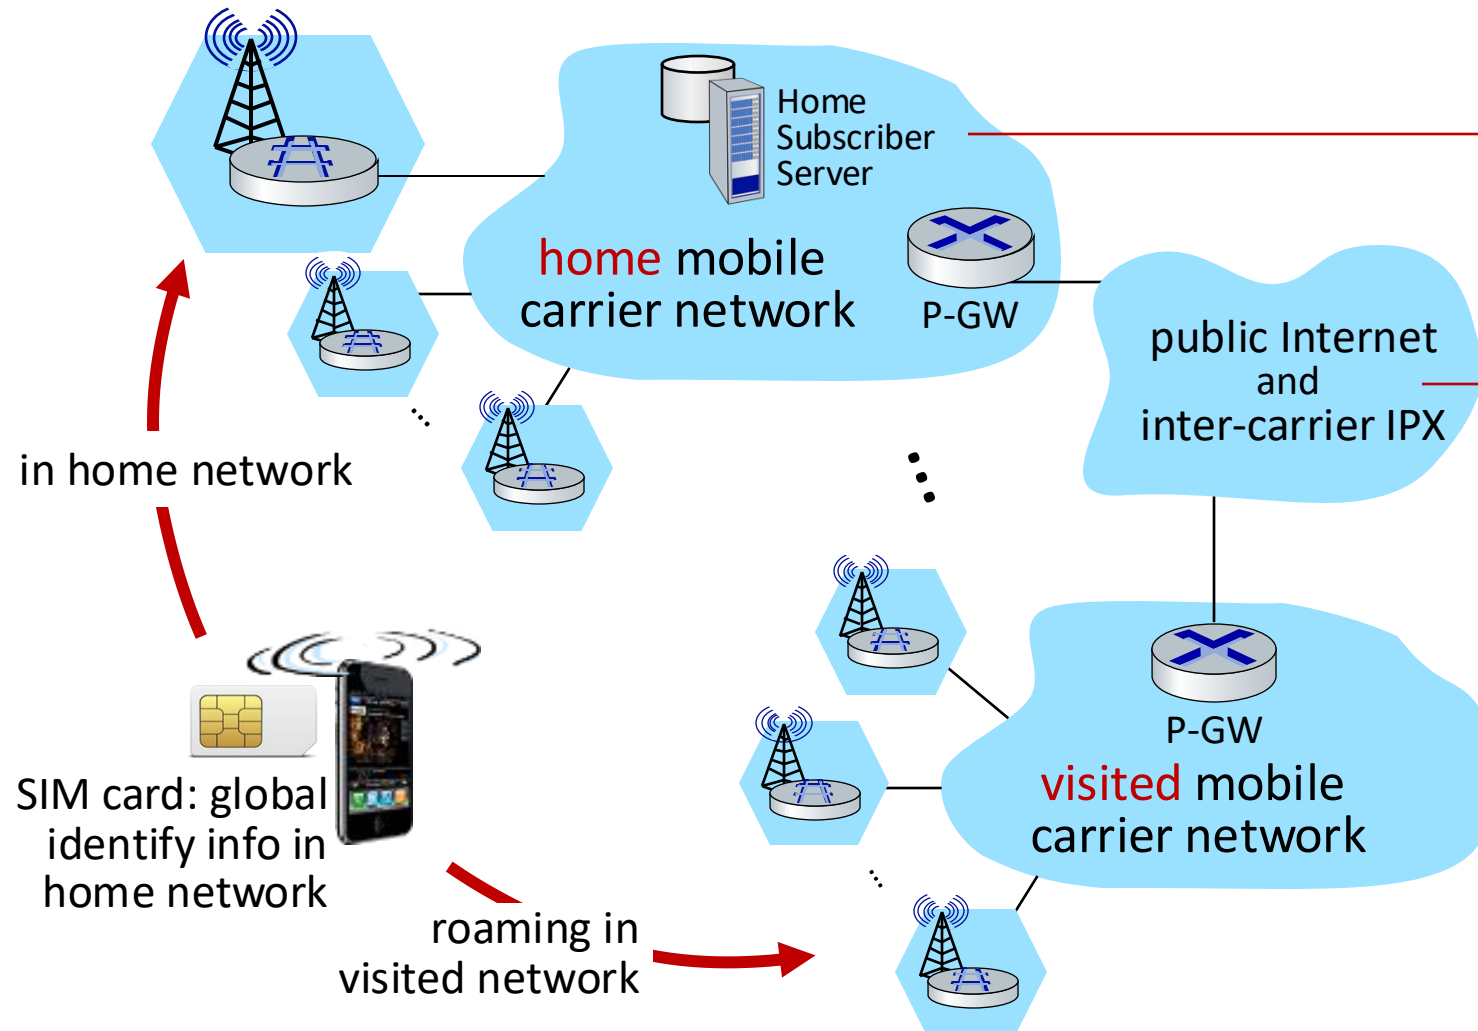 Home
Subscriber
Server
home mobile
carrier network
P-GW
public Internet
and
inter-carrier IPX
in home network
P-GW
visited mobile
carrier network
SIM card: global
identify info in
home network
roaming in
visited network